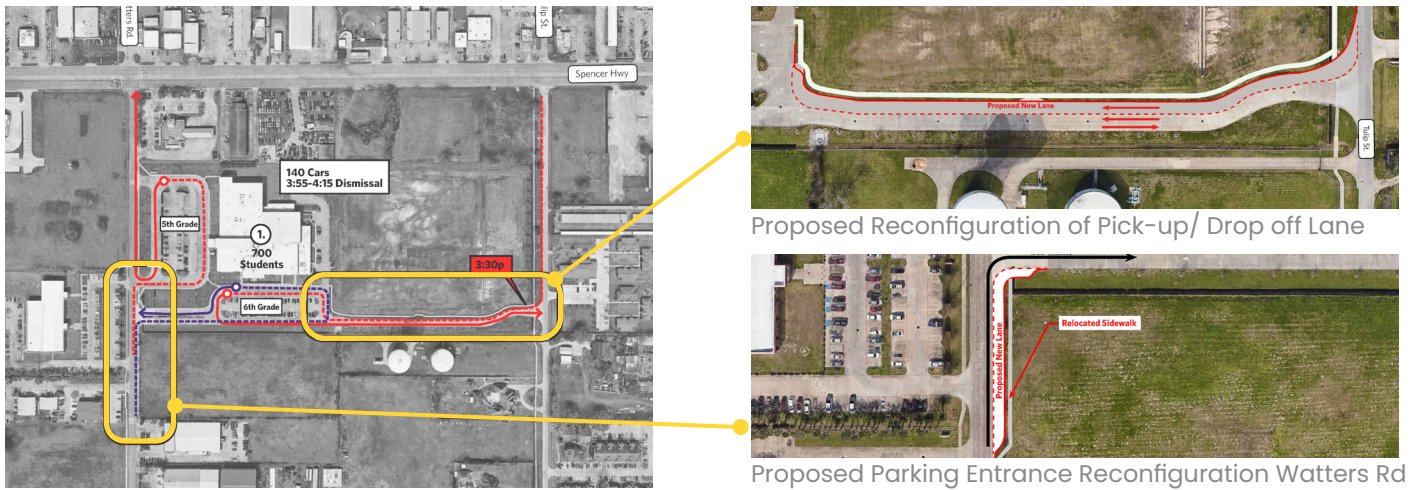 tters Rd.
lip St.
Spencer Hwy
140 Cars
3:55-4:15 Dismissal
5th Grade
1.
700
Students
3:30p
6th Grade
Proposed New Lane
Tulip St.
Proposed Reconfiguration of Pick-up/ Drop off Lane
Relocated Sidewalk
Proposed New Lane
Proposed Parking Entrance Reconfiguration Watters Rd